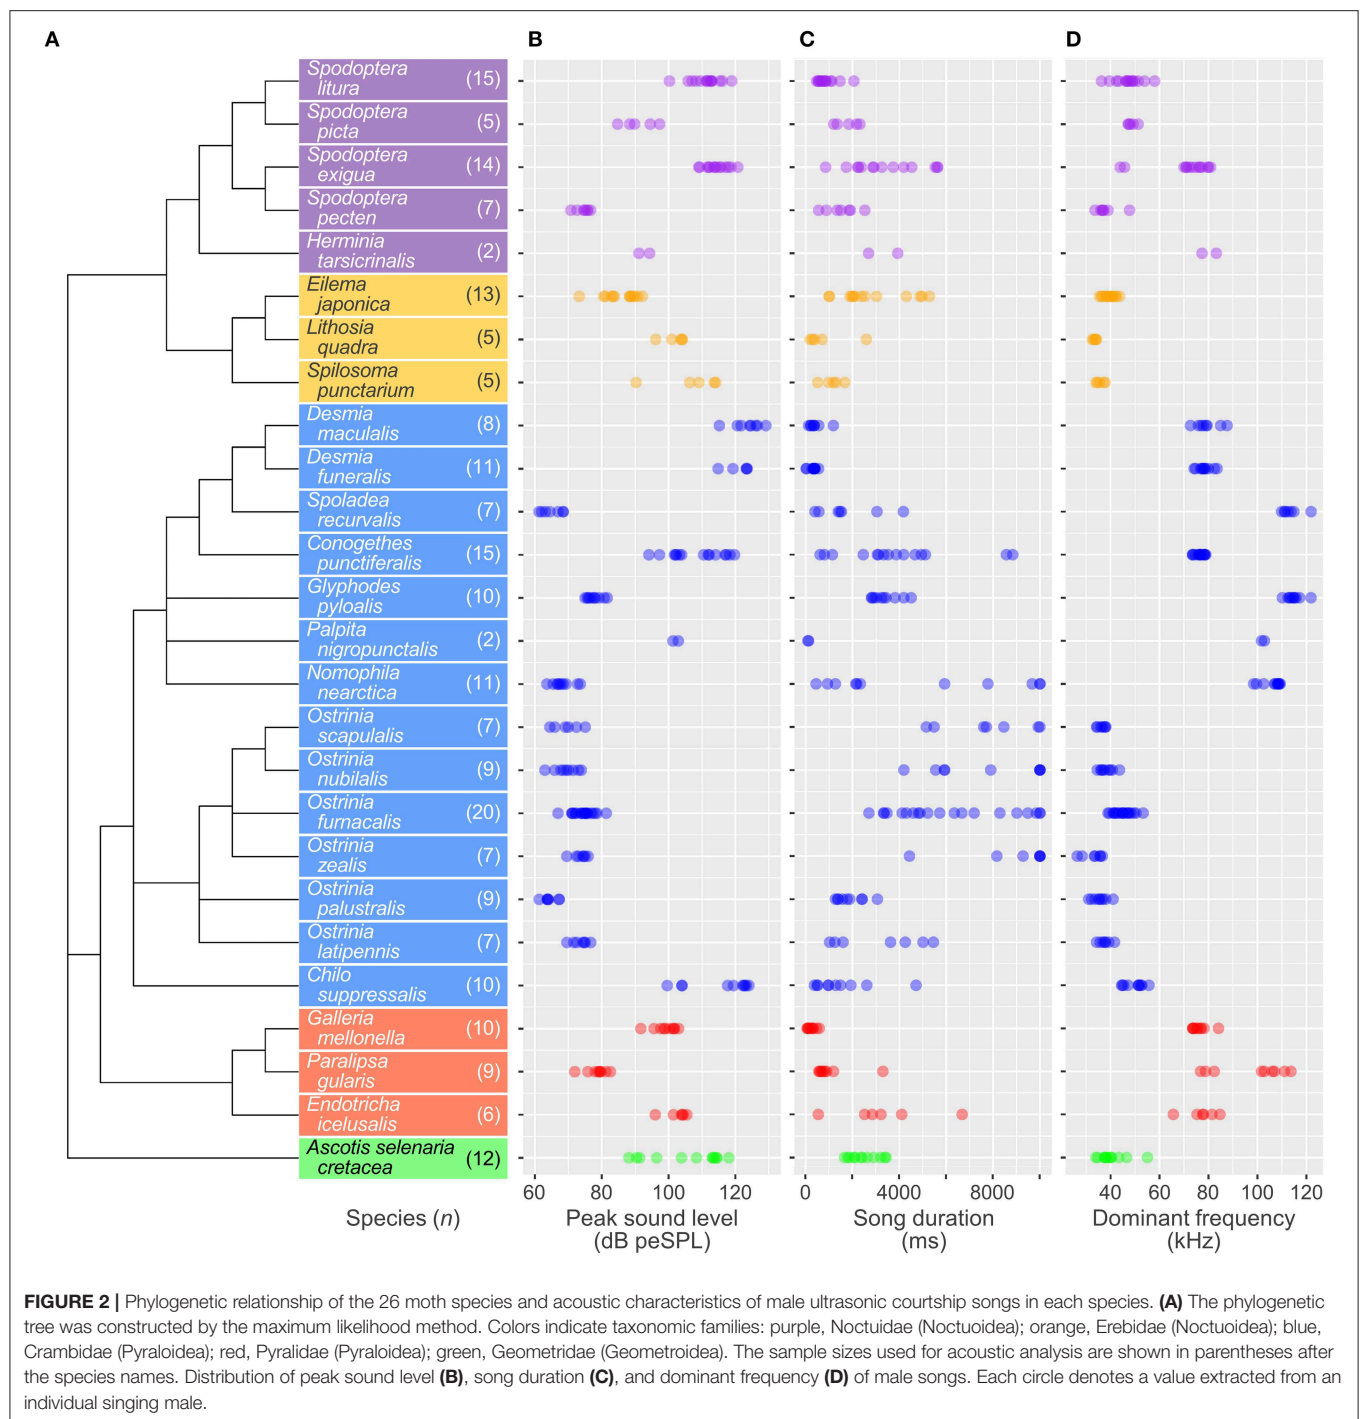 A
B
C
D
Spodoptera
litura
(15)
Spodoptera
picta
(5)
Spodoptera
exigua
(14)
Spodoptera
pecten
(7)
Herminia
tarsicrinalis
(2)
Eilema
japonica
(13)
Lithosia
quadra
(5)
Spilosoma
punctarium
(5)
Desmia
maculalis
(8)
Desmia
funeralis
(11)
Spoladea
recurvalis
(7)
Conogethes
punctiferalis
(15)
Glyphodes
pyloalis
(10)
Palpita
nigropunctalis
(2)
Nomophila
nearctica
(11)
Ostrinia
scapulalis
(7)
Ostrinia
nubilalis
(9)
Ostrinia
furnacalis
(20)
Ostrinia
zealis
(7)
Ostrinia
palustralis
(9)
Ostrinia
latipennis
(7)
Chilo
suppressalis
(10)
Galleria
mellonella
(10)
Paralipsa
gularis
(9)
Endotricha
icelusalis
(6)
Ascotis selenaria
cretacea
(12)
60 80 100 120
0 4000 8000
40 60 80 100 120
Species (n)
Peak sound level
(dB peSPL)
Song duration
(ms)
Dominant frequency
(kHz)
FIGURE 2 | Phylogenetic relationship of the 26 moth species and acoustic characteristics of male ultrasonic courtship songs in each species. (A) The phylogenetic
tree was constructed by the maximum likelihood method. Colors indicate taxonomic families: purple, Noctuidae (Noctuoidea); orange, Erebidae (Noctuoidea); blue,
Crambidae (Pyraloidea); red, Pyralidae (Pyraloidea); green, Geometridae (Geometroidea). The sample sizes used for acoustic analysis are shown in parentheses after
the species names. Distribution of peak sound level (B), song duration (C), and dominant frequency (D) of male songs. Each circle denotes a value extracted from an
individual singing male.